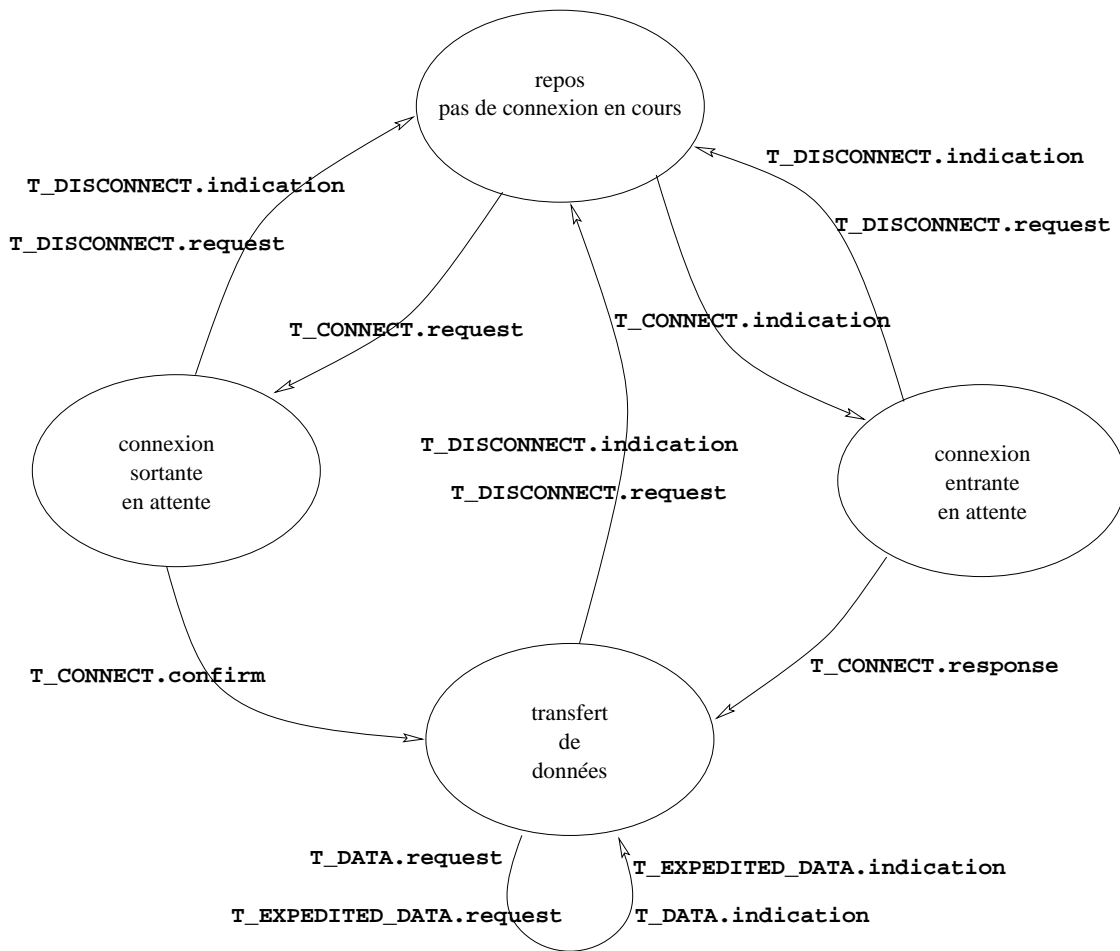 repos
pas de connexion en cours
T_DISCONNECT.indication
T_DISCONNECT.indication
T_DISCONNECT.request
T_DISCONNECT.request
T_CONNECT.request
T_CONNECT.indication
connexion
sortante
en attente
T_DISCONNECT.indication
T_DISCONNECT.request
connexion
entrante
en attente
T_CONNECT.confirm
T_CONNECT.response
transfert
de
données
T_DATA.request
T_EXPEDITED_DATA.indication
T_EXPEDITED_DATA.request
T_DATA.indication